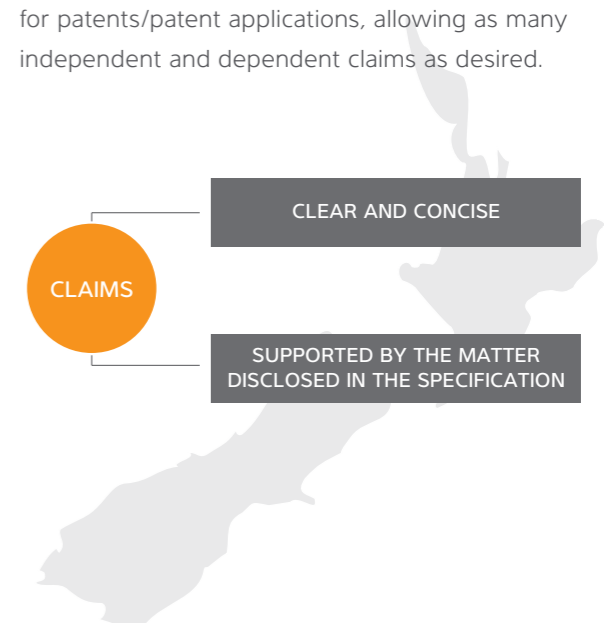 for patents/patent applications, allowing as many
independent and dependent claims as desired.
CLEAR AND CONCISE
CLAIMS
SUPPORTED BY THE MATTER
DISCLOSED IN THE SPECIFICATION